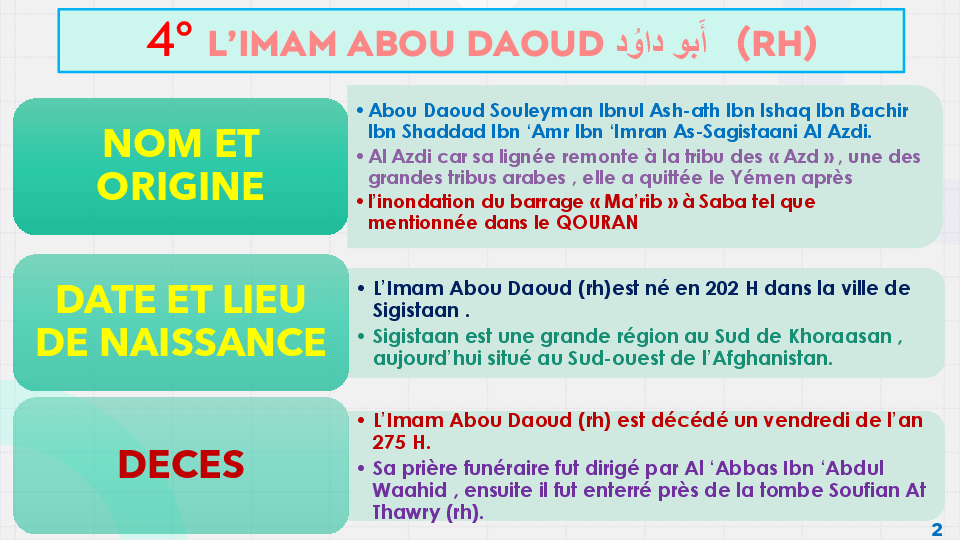 4° L’IMAM ABOU DAOUD أَبو داوُد (RH)
NOM ET
ORIGINE
• Abou Daoud Souleyman Ibnul Ash-ath Ibn Ishaq Ibn Bachir
Ibn Shaddad Ibn ‘Amr Ibn ‘Imran As-Sagistaani Al Azdi.
• Al Azdi car sa lignée remonte à la tribu des « Azd » , une des
grandes tribus arabes , elle a quittée le Yémen après
• l’inondation du barrage « Ma’rib » à Saba tel que
mentionnée dans le QOURAN
DATE ET LIEU
DE NAISSANCE
• L’Imam Abou Daoud (rh)est né en 202 H dans la ville de
Sigistaan .
• Sigistaan est une grande région au Sud de Khoraasan ,
aujourd’hui situé au Sud-ouest de l’Afghanistan.
DECES
• L’Imam Abou Daoud (rh) est décédé un vendredi de l’an
275 H.
• Sa prière funéraire fut dirigé par Al ‘Abbas Ibn ‘Abdul
Waahid , ensuite il fut enterré près de la tombe Soufian At
Thawry (rh).
2